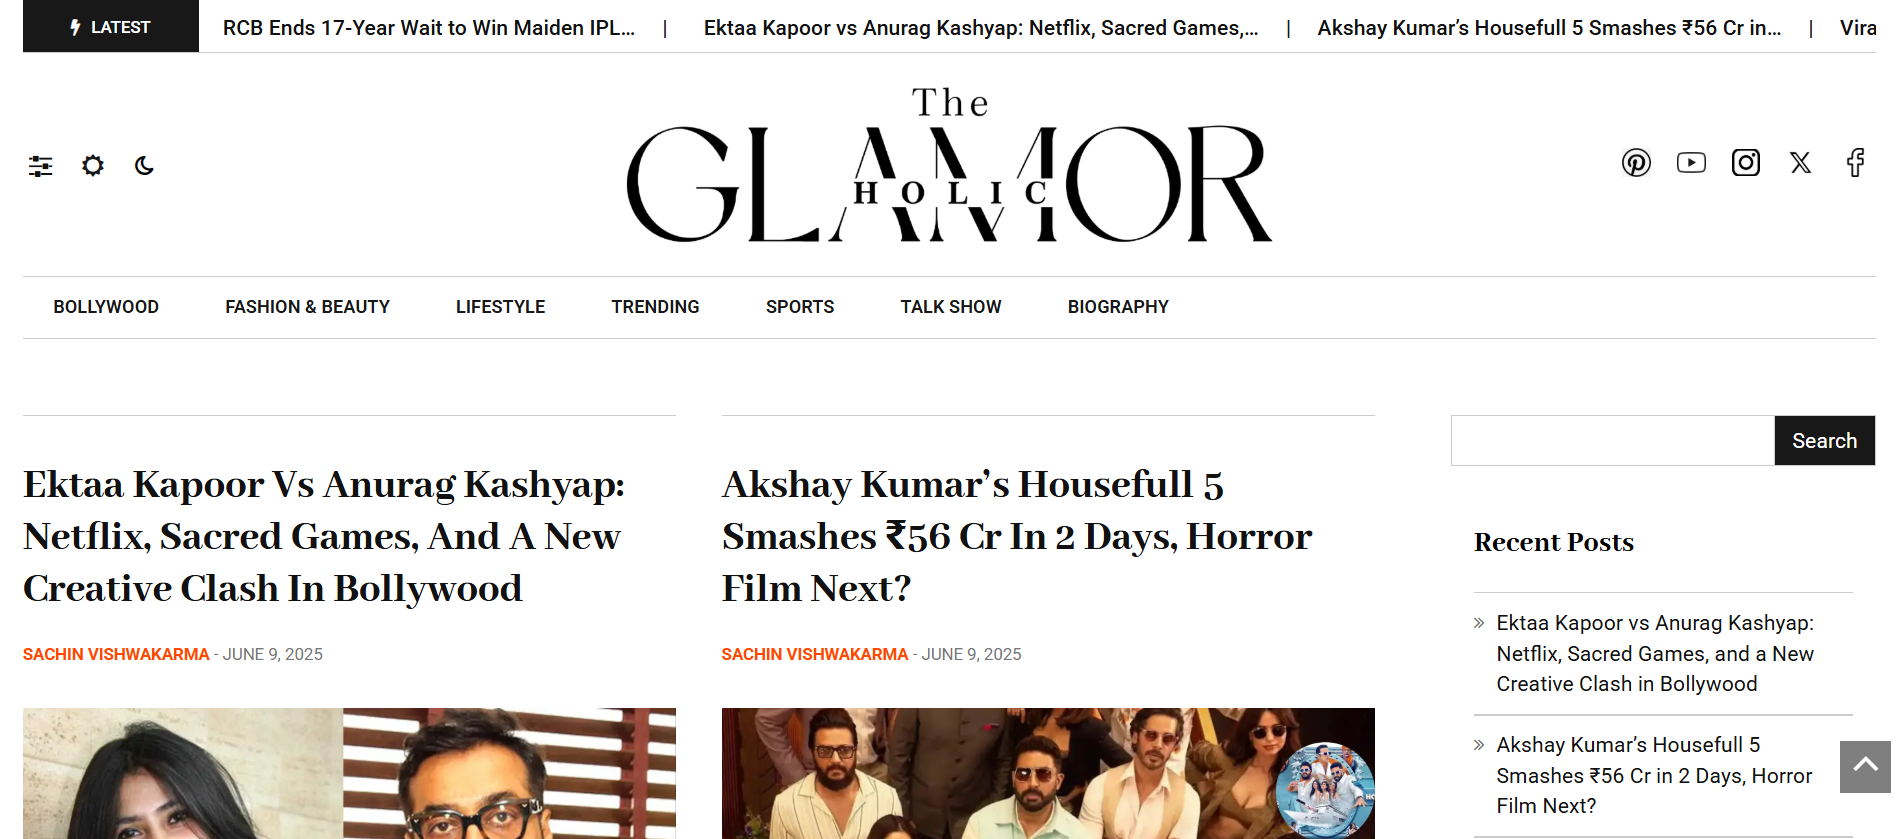 LATEST
RCB Ends 17-Year Wait to Win Maiden IPL... | Ektaa Kapoor vs Anurag Kashyap: Netflix, Sacred Games,... | Akshay Kumar’s Housefull 5 Smashes ₹56 Cr in... | Vira
The
GLAMOR
HOLIC
BOLLYWOOD FASHION & BEAUTY LIFESTYLE TRENDING SPORTS TALK SHOW BIOGRAPHY
Ektaa Kapoor Vs Anurag Kashyap:
Netflix, Sacred Games, And A New
Creative Clash In Bollywood
SACHIN VISHWAKARMA - JUNE 9, 2025
Akshay Kumar’s Housefull 5
Smashes ₹56 Cr In 2 Days, Horror
Film Next?
SACHIN VISHWAKARMA - JUNE 9, 2025
Search
Recent Posts
Ektaa Kapoor vs Anurag Kashyap:
Netflix, Sacred Games, and a New
Creative Clash in Bollywood
Akshay Kumar’s Housefull 5
Smashes ₹56 Cr in 2 Days, Horror
Film Next?